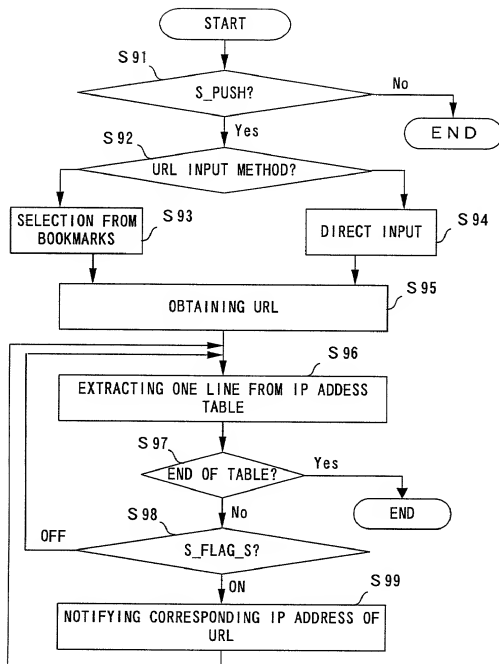 START
S91
S_PUSH?
No
END
Yes
S92
URL INPUT METHOD?
SELECTION FROM
BOOKMARKS
S93
DIRECT INPUT
S94
S95
OBTAINING URL
S96
EXTRACTING ONE LINE FROM IP ADDESS
TABLE
S97
END OF TABLE?
Yes
END
No
S98
OFF
S_FLAG_S?
ON
S99
NOTIFYING CORRESPONDING IP ADDRESS OF
URL